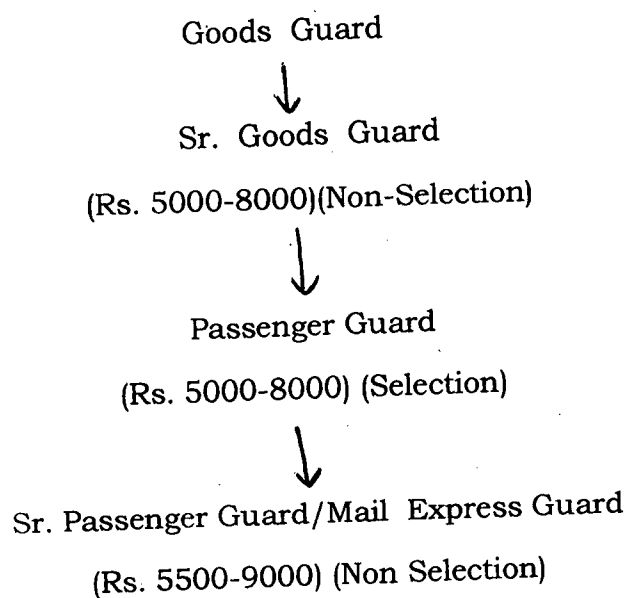 Goods Guard
Sr. Goods Guard
(Rs. 5000-8000)(Non-Selection)
Passenger Guard
(Rs. 5000-8000) (Selection)
Sr. Passenger Guard/Mail Express Guard
(Rs. 5500-9000) (Non Selection)